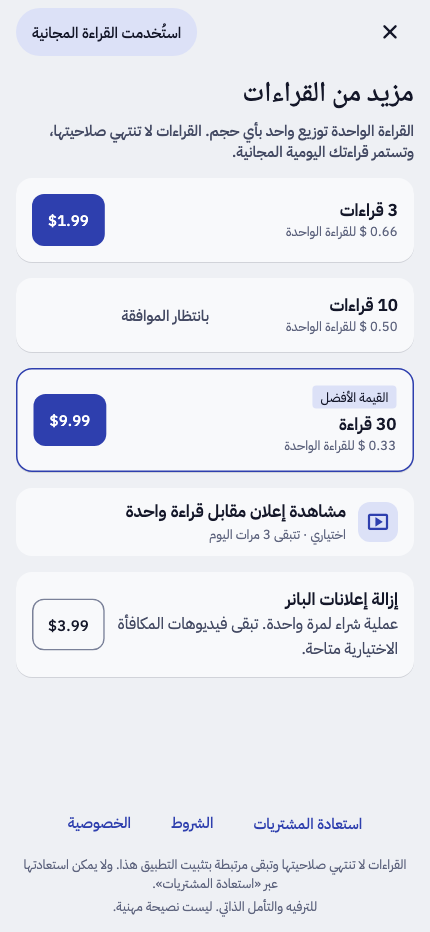 استُخدمت القراءة المجانية
مزيد من القراءات
القراءة الواحدة توزيع واحد بأي حجم. القراءات لا تنتهي صلاحيتها،
وتستمر قراءتك اليومية المجانية.
3 قراءات
0.66 $ للقراءة الواحدة
$1.99
10 قراءات
0.50 $ للقراءة الواحدة
بانتظار الموافقة
القيمة الأفضل
30 قراءة
0.33 $ للقراءة الواحدة
$9.99
مشاهدة إعلان مقابل قراءة واحدة
اختياري · تتبقى 3 مرات اليوم
إزالة إعلانات البانر
عملية شراء لمرة واحدة. تبقى فيديوهات المكافأة
الاختيارية متاحة.
$3.99
استعادة المشتريات
الشروط
الخصوصية
القراءات لا تنتهي صلاحيتها وتبقى مرتبطة بتثبيت التطبيق هذا. ولا يمكن استعادتها
عبر «استعادة المشتريات».
للترفيه والتأمل الذاتي. ليست نصيحة مهنية.